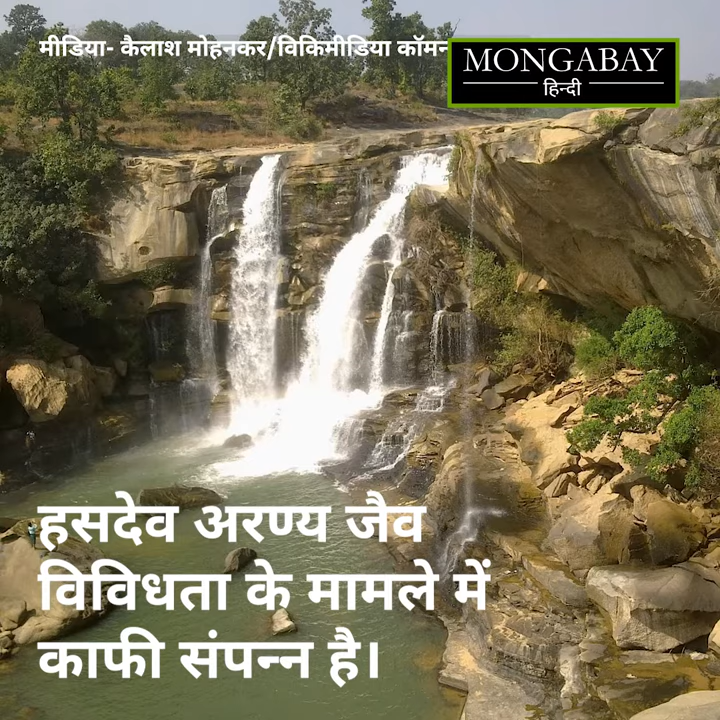 मीडिया- कैलाश मोहनकर/विकिमीडिया कॉमन
MONGABAY
हिन्दी
हसदेव अरण्य जैव
विविधता के मामले में
काफी संपन्न है।